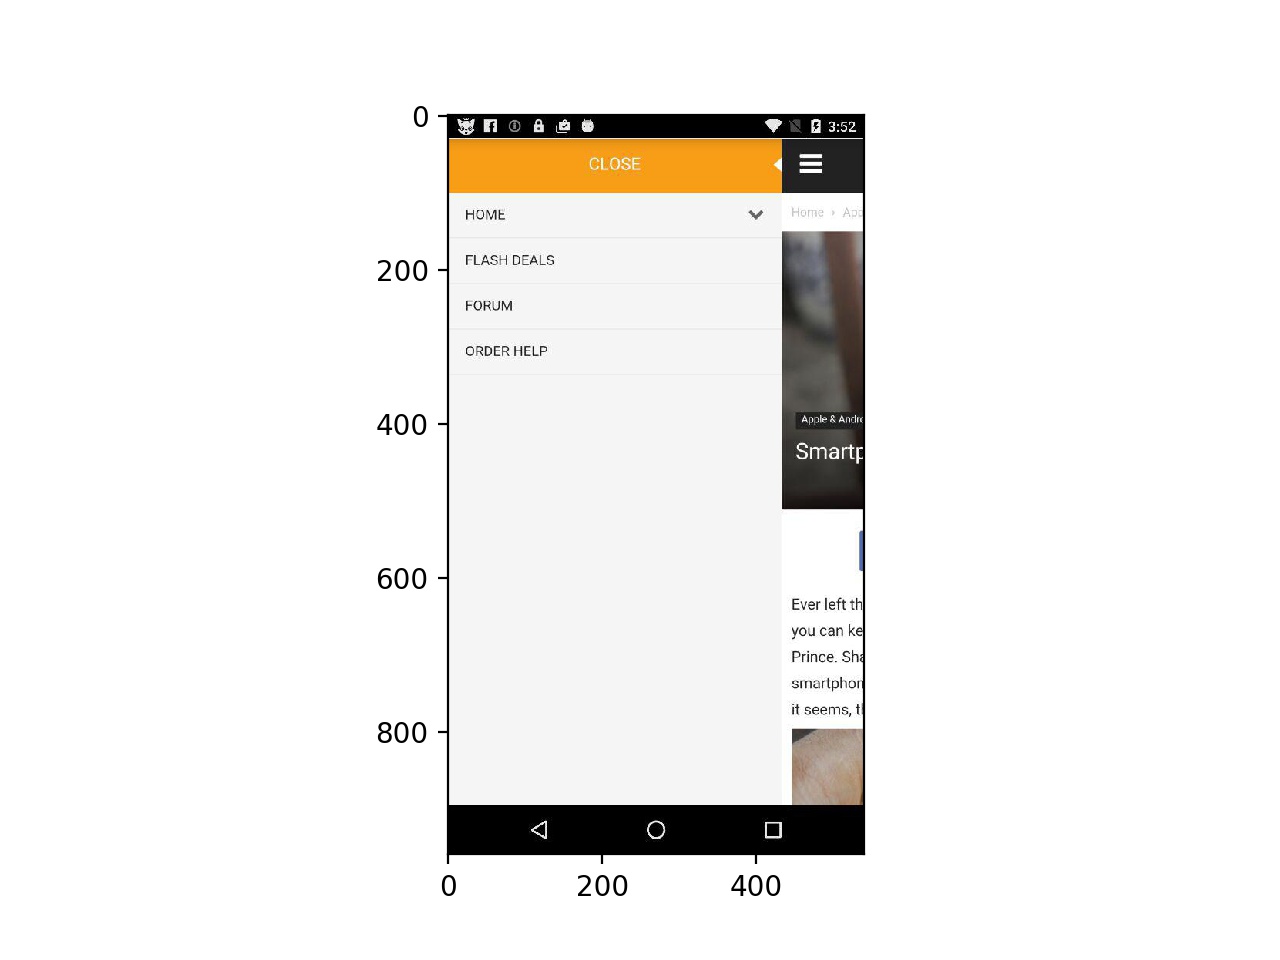 0
200
400
600
800
0
200
400
3:52
CLOSE
HOME
FLASH DEALS
FORUM
ORDER HELP
Home › App
Apple & Andro
Smartp
Ever left th
you can ke
Prince. Sha
smartphon
it seems, th